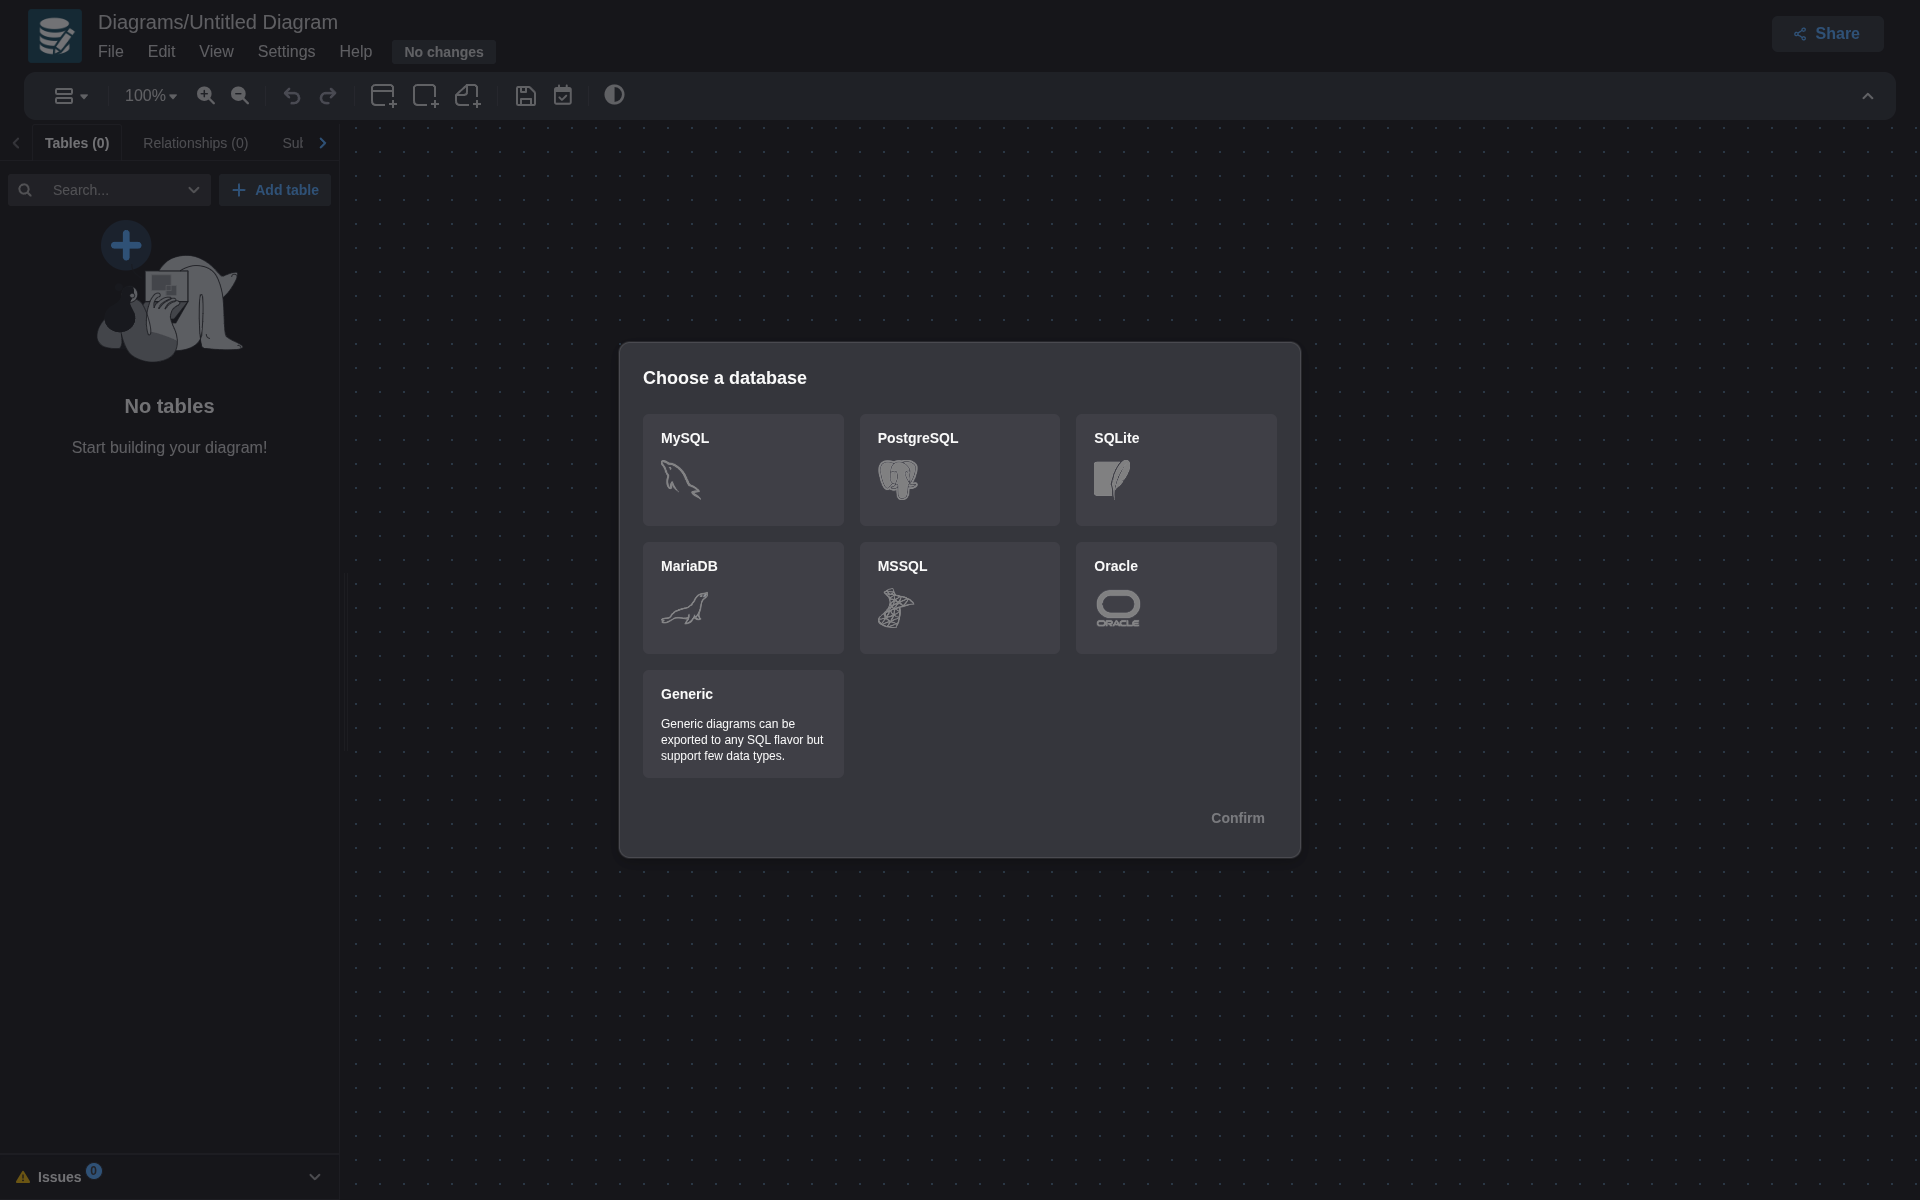 Diagrams/Untitled Diagram
File Edit View Settings Help No changes
Share
100%
Tables (0) Relationships (0) Sub
Search... Add table
No tables
Start building your diagram!
Choose a database
MySQL PostgreSQL SQLite
MariaDB MSSQL Oracle
ORACLE
Generic
Generic diagrams can be
exported to any SQL flavor but
support few data types.
Confirm
Issues 0